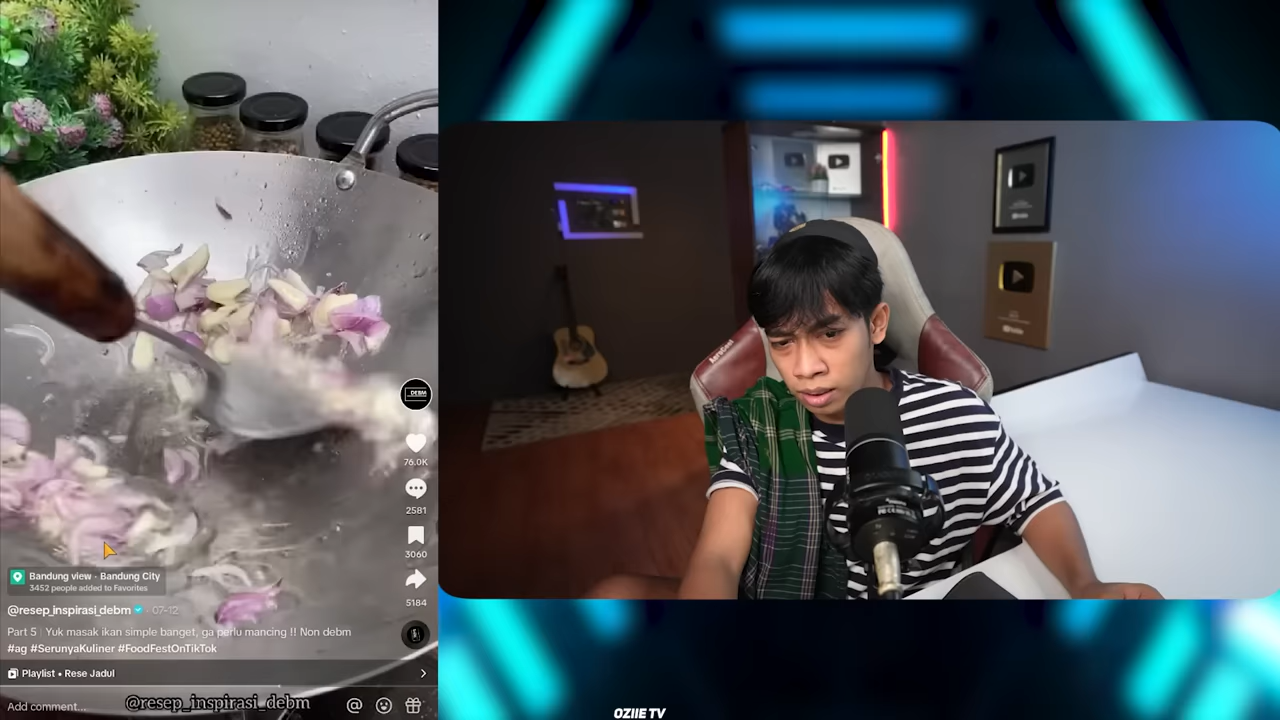 DEBM
76.0K
2581
3060
5184
Bandung view · Bandung City
3452 people added to Favorites
@resep_inspirasi_debm · 07-12
Part 5 | Yuk masak ikan simple banget, ga perlu mancing !! Non debm
#ag #SerunyaKuliner #FoodFestOnTikTok
Playlist • Rese Jadul
Add comment...
@resep_inspirasi_debm
OZIIE TV